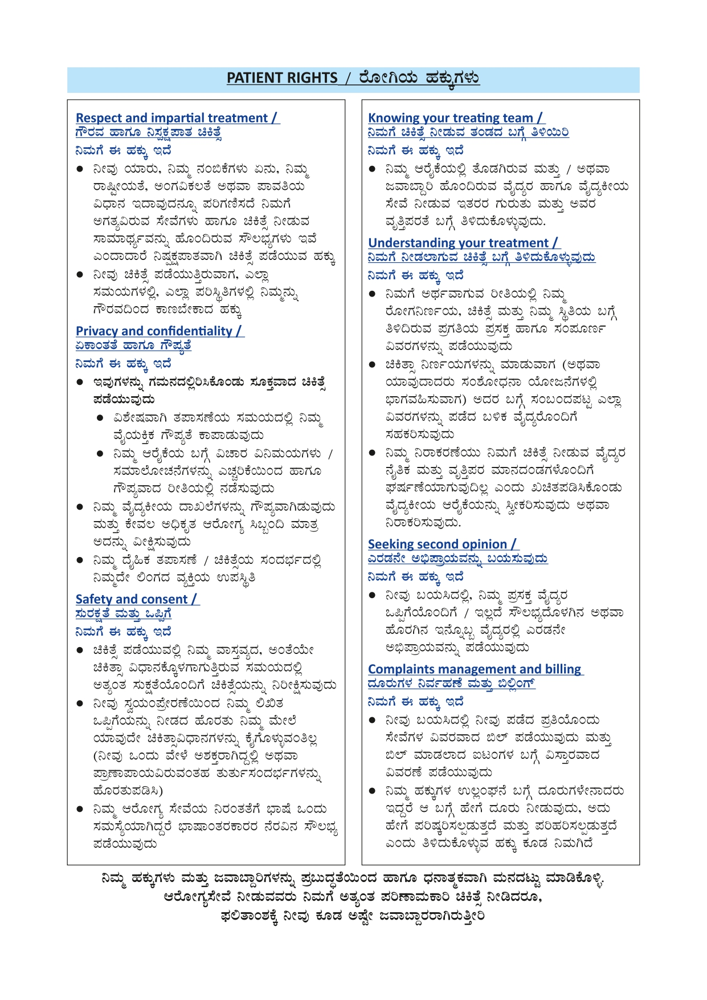 PATIENT RIGHTS / ರೋಗಿಯ ಹಕ್ಕುಗಳು
Respect and impartial treatment /
ಗೌರವ ಹಾಗೂ ನಿಸ್ಪಕ್ಷಪಾತ ಚಿಕಿತ್ಸೆ
ನಿಮಗೆ ಈ ಹಕ್ಕು ಇದೆ
● ನೀವು ಯಾರು, ನಿಮ್ಮ ನಂಬಿಕೆಗಳು ಏನು, ನಿಮ್ಮ
ರಾಷ್ಟೀಯತೆ, ಅಂಗವಿಕಲತೆ ಅಥವಾ ಪಾವತಿಯ
ವಿಧಾನ ಇದಾವುದನ್ನೂ ಪರಿಗಣಿಸದೆ ನಿಮಗೆ
ಅಗತ್ಯವಿರುವ ಸೇವೆಗಳು ಹಾಗೂ ಚಿಕಿತ್ಸೆ ನೀಡುವ
ಸಾಮಾರ್ಥ್ಯವನ್ನು ಹೊಂದಿರುವ ಸೌಲಭ್ಯಗಳು ಇವೆ
ಎಂದಾದಾರೆ ನಿಷ್ಪಕ್ಷಪಾತವಾಗಿ ಚಿಕಿತ್ಸೆ ಪಡೆಯುವ ಹಕ್ಕು
● ನೀವು ಚಿಕಿತ್ಸೆ ಪಡೆಯುತ್ತಿರುವಾಗ, ಎಲ್ಲಾ
ಸಮಯಗಳಲ್ಲಿ, ಎಲ್ಲಾ ಪರಿಸ್ಥಿತಿಗಳಲ್ಲಿ ನಿಮ್ಮನ್ನು
ಗೌರವದಿಂದ ಕಾಣಬೇಕಾದ ಹಕ್ಕು
Privacy and confidentiality /
ಏಕಾಂತತೆ ಹಾಗೂ ಗೌಪ್ಯತೆ
ನಿಮಗೆ ಈ ಹಕ್ಕು ಇದೆ
● ಇವುಗಳನ್ನು ಗಮನದಲ್ಲಿರಿಸಿಕೊಂಡು ಸೂಕ್ತವಾದ ಚಿಕಿತ್ಸೆ
ಪಡೆಯುವುದು
● ವಿಶೇಷವಾಗಿ ತಪಾಸಣೆಯ ಸಮಯದಲ್ಲಿ ನಿಮ್ಮ
ವೈಯಕ್ತಿಕ ಗೌಪ್ಯತೆ ಕಾಪಾಡುವುದು
● ನಿಮ್ಮ ಆರೈಕೆಯ ಬಗ್ಗೆ ವಿಚಾರ ವಿನಿಮಯಗಳು /
ಸಮಾಲೋಚನೆಗಳನ್ನು ಎಚ್ಚರಿಕೆಯಿಂದ ಹಾಗೂ
ಗೌಪ್ಯವಾದ ರೀತಿಯಲ್ಲಿ ನಡೆಸುವುದು
● ನಿಮ್ಮ ವೈದ್ಯಕೀಯ ದಾಖಲೆಗಳನ್ನು ಗೌಪ್ಯವಾಗಿಡುವುದು
ಮತ್ತು ಕೇವಲ ಅಧಿಕೃತ ಆರೋಗ್ಯ ಸಿಬ್ಬಂದಿ ಮಾತ್ರ
ಅದನ್ನು ವೀಕ್ಷಿಸುವುದು
● ನಿಮ್ಮ ದೈಹಿಕ ತಪಾಸಣೆ / ಚಿಕಿತ್ಸೆಯ ಸಂದರ್ಭದಲ್ಲಿ
ನಿಮ್ಮದೇ ಲಿಂಗದ ವ್ಯಕ್ತಿಯ ಉಪಸ್ಥಿತಿ
Safety and consent /
ಸುರಕ್ಷತೆ ಮತ್ತು ಒಪ್ಪಿಗೆ
ನಿಮಗೆ ಈ ಹಕ್ಕು ಇದೆ
● ಚಿಕಿತ್ಸೆ ಪಡೆಯುವಲ್ಲಿ ನಿಮ್ಮ ವಾಸ್ತವ್ಯದ, ಅಂತೆಯೇ
ಚಿಕಿತ್ಸಾ ವಿಧಾನಕ್ಕೊಳಗಾಗುತ್ತಿರುವ ಸಮಯದಲ್ಲಿ
ಅತ್ಯಂತ ಸುಕ್ಷತೆಯೊಂದಿಗೆ ಚಿಕಿತ್ಸೆಯನ್ನು ನಿರೀಕ್ಷಿಸುವುದು
● ನೀವು ಸ್ವಯಂಪ್ರೇರಣೆಯಿಂದ ನಿಮ್ಮ ಲಿಖಿತ
ಒಪ್ಪಿಗೆಯನ್ನು ನೀಡದ ಹೊರತು ನಿಮ್ಮ ಮೇಲೆ
ಯಾವುದೇ ಚಿಕಿತ್ಸಾವಿಧಾನಗಳನ್ನು ಕೈಗೊಳ್ಳುವಂತಿಲ್ಲ
(ನೀವು ಒಂದು ವೇಳೆ ಅಶಕ್ತರಾಗಿದ್ದಲ್ಲಿ ಅಥವಾ
ಪ್ರಾಣಾಪಾಯವಿರುವಂತಹ ತುರ್ತುಸಂದರ್ಭಗಳನ್ನು
ಹೊರತುಪಡಿಸಿ)
● ನಿಮ್ಮ ಆರೋಗ್ಯ ಸೇವೆಯ ನಿರಂತತೆಗೆ ಭಾಷೆ ಒಂದು
ಸಮಸ್ಯೆಯಾಗಿದ್ದರೆ ಭಾಷಾಂತರಕಾರರ ನೆರವಿನ ಸೌಲಭ್ಯ
ಪಡೆಯುವುದು
Knowing your treating team /
ನಿಮಗೆ ಚಿಕಿತ್ಸೆ ನೀಡುವ ತಂಡದ ಬಗ್ಗೆ ತಿಳಿಯಿರಿ
ನಿಮಗೆ ಈ ಹಕ್ಕು ಇದೆ
● ನಿಮ್ಮ ಆರೈಕೆಯಲ್ಲಿ ತೊಡಗಿರುವ ಮತ್ತು / ಅಥವಾ
ಜವಾಬ್ದಾರಿ ಹೊಂದಿರುವ ವೈದ್ಯರ ಹಾಗೂ ವೈದ್ಯಕೀಯ
ಸೇವೆ ನೀಡುವ ಇತರರ ಗುರುತು ಮತ್ತು ಅವರ
ವೃತ್ತಿಪರತೆ ಬಗ್ಗೆ ತಿಳಿದುಕೊಳ್ಳುವುದು.
Understanding your treatment /
ನಿಮಗೆ ನೀಡಲಾಗುವ ಚಿಕಿತ್ಸೆ ಬಗ್ಗೆ ತಿಳಿದುಕೊಳ್ಳುವುದು
ನಿಮಗೆ ಈ ಹಕ್ಕು ಇದೆ
● ನಿಮಗೆ ಅರ್ಥವಾಗುವ ರೀತಿಯಲ್ಲಿ ನಿಮ್ಮ
ರೋಗನಿರ್ಣಯ, ಚಿಕಿತ್ಸೆ ಮತ್ತು ನಿಮ್ಮ ಸ್ಥಿತಿಯ ಬಗ್ಗೆ
ತಿಳಿದಿರುವ ಪ್ರಗತಿಯ ಪ್ರಸಕ್ತ ಹಾಗೂ ಸಂಪೂರ್ಣ
ವಿವರಗಳನ್ನು ಪಡೆಯುವುದು
● ಚಿಕಿತ್ಸಾ ನಿರ್ಣಯಗಳನ್ನು ಮಾಡುವಾಗ (ಅಥವಾ
ಯಾವುದಾದರು ಸಂಶೋಧನಾ ಯೋಜನೆಗಳಲ್ಲಿ
ಭಾಗವಹಿಸುವಾಗ) ಅದರ ಬಗ್ಗೆ ಸಂಬಂದಪಟ್ಟ ಎಲ್ಲಾ
ವಿವರಗಳನ್ನು ಪಡೆದ ಬಳಿಕ ವೈದ್ಯರೊಂದಿಗೆ
ಸಹಕರಿಸುವುದು
● ನಿಮ್ಮ ನಿರಾಕರಣೆಯು ನಿಮಗೆ ಚಿಕಿತ್ಸೆ ನೀಡುವ ವೈದ್ಯರ
ನೈತಿಕ ಮತ್ತು ವೃತ್ತಿಪರ ಮಾನದಂಡಗಳೊಂದಿಗೆ
ಘರ್ಷಣೆಯಾಗುವುದಿಲ್ಲ ಎಂದು ಖಚಿತಪಡಿಸಿಕೊಂಡು
ವೈದ್ಯಕೀಯ ಆರೈಕೆಯನ್ನು ಸ್ವೀಕರಿಸುವುದು ಅಥವಾ
ನಿರಾಕರಿಸುವುದು.
Seeking second opinion /
ಎರಡನೇ ಅಭಿಪ್ರಾಯವನ್ನು ಬಯಸುವುದು
ನಿಮಗೆ ಈ ಹಕ್ಕು ಇದೆ
● ನೀವು ಬಯಸಿದಲ್ಲಿ, ನಿಮ್ಮ ಪ್ರಸಕ್ತ ವೈದ್ಯರ
ಒಪ್ಪಿಗೆಯೊಂದಿಗೆ / ಇಲ್ಲದೆ ಸೌಲಭ್ಯದೊಳಗಿನ ಅಥವಾ
ಹೊರಗಿನ ಇನ್ನೊಬ್ಬ ವೈದ್ಯರಲ್ಲಿ ಎರಡನೇ
ಅಭಿಪ್ರಾಯವನ್ನು ಪಡೆಯುವುದು
Complaints management and billing
ದೂರುಗಳ ನಿರ್ವಹಣೆ ಮತ್ತು ಬಿಲ್ಲಿಂಗ್
ನಿಮಗೆ ಈ ಹಕ್ಕು ಇದೆ
● ನೀವು ಬಯಸಿದಲ್ಲಿ ನೀವು ಪಡೆದ ಪ್ರತಿಯೊಂದು
ಸೇವೆಗಳ ವಿವರವಾದ ಬಿಲ್ ಪಡೆಯುವುದು ಮತ್ತು
ಬಿಲ್ ಮಾಡಲಾದ ಐಟಂಗಳ ಬಗ್ಗೆ ವಿಸ್ತಾರವಾದ
ವಿವರಣೆ ಪಡೆಯುವುದು
● ನಿಮ್ಮ ಹಕ್ಕುಗಳ ಉಲ್ಲಂಘನೆ ಬಗ್ಗೆ ದೂರುಗಳೇನಾದರು
ಇದ್ದರೆ ಆ ಬಗ್ಗೆ ಹೇಗೆ ದೂರು ನೀಡುವುದು, ಅದು
ಹೇಗೆ ಪರಿಷ್ಕರಿಸಲ್ಪಡುತ್ತದೆ ಮತ್ತು ಪರಿಹರಿಸಲ್ಪಡುತ್ತದೆ
ಎಂದು ತಿಳಿದುಕೊಳ್ಳುವ ಹಕ್ಕು ಕೂಡ ನಿಮಗಿದೆ
ನಿಮ್ಮ ಹಕ್ಕುಗಳು ಮತ್ತು ಜವಾಬ್ದಾರಿಗಳನ್ನು ಪ್ರಬುದ್ಧತೆಯಿಂದ ಹಾಗೂ ಧನಾತ್ಮಕವಾಗಿ ಮನದಟ್ಟು ಮಾಡಿಕೊಳ್ಳಿ.
ಆರೋಗ್ಯಸೇವೆ ನೀಡುವವರು ನಿಮಗೆ ಅತ್ಯಂತ ಪರಿಣಾಮಕಾರಿ ಚಿಕಿತ್ಸೆ ನೀಡಿದರೂ,
ಫಲಿತಾಂಶಕ್ಕೆ ನೀವು ಕೂಡ ಅಷ್ಟೇ ಜವಾಬ್ದಾರರಾಗಿರುತ್ತೀರಿ